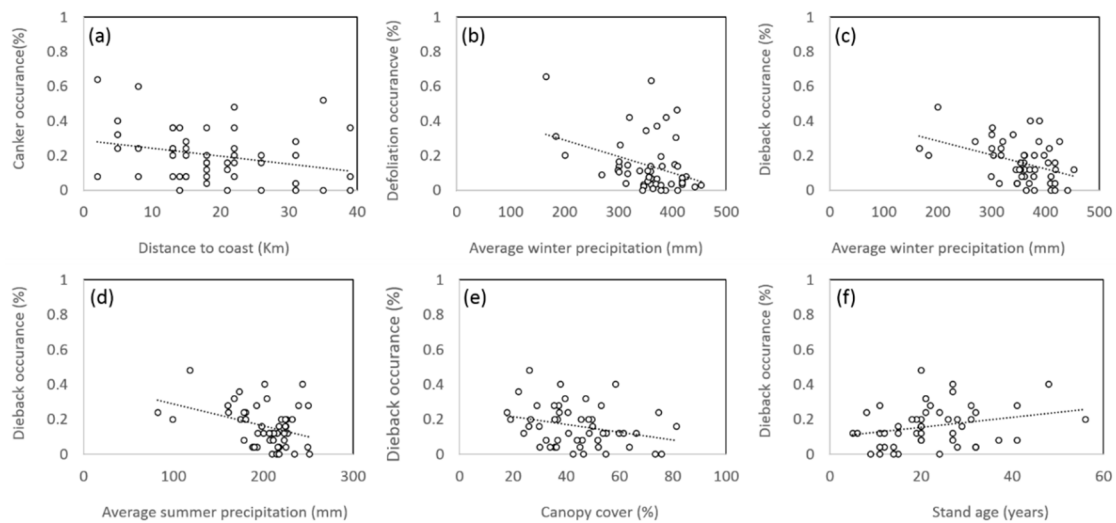 (a)
Canker occurance(%)
1
0.8
0.6
0.4
0.2
0
0 10 20 30 40
Distance to coast (Km)
(b)
Defoliation occurancve (%)
1
0.8
0.6
0.4
0.2
0
0 100 200 300 400 500
Average winter precipitation (mm)
(c)
Dieback occurance (%)
1
0.8
0.6
0.4
0.2
0
0 100 200 300 400 500
Average winter precipitation (mm)
(d)
Dieback occurance (%)
1
0.8
0.6
0.4
0.2
0
0 100 200 300
Average summer precipitation (mm)
(e)
Dieback occurance (%)
1
0.8
0.6
0.4
0.2
0
0 20 40 60 80 100
Canopy cover (%)
(f)
Dieback occurance (%)
1
0.8
0.6
0.4
0.2
0
0 20 40 60
Stand age (years)